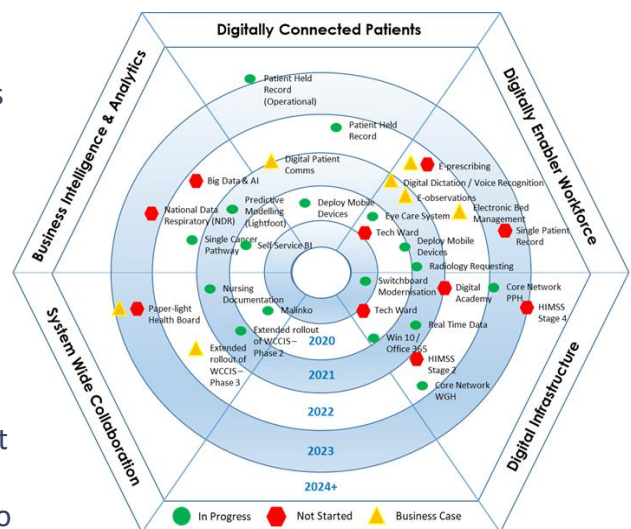 Digitally Connected Patients
Business Intelligence & Analytics
Digitally Enabler Workforce
System Wide Collaboration
Digital Infrastructure
s
t
o
Patient Held
Record
(Operational)
Patient Held
Record
Digital Patient
Comms
E-prescribing
Digital Dictation / Voice Recognition
E-observations
Big Data & AI
National Data
Respiratory (NDR)
Predictive
Modelling
(Lightfoot)
Deploy Mobile
Devices
Eye Care System
Electronic Bed
Management
Single Patient
Record
Single Cancer
Pathway
Self Service BI
Tech Ward
Deploy Mobile
Devices
Radiology Requesting
Nursing
Documentation
Malinko
Switchboard
Modernisation
Digital
Academy
Core Network
PPH
HIMSS
Stage 4
Paper-light
Health Board
Extended rollout
of WCCIS –
Phase 2
Tech Ward
Real Time Data
Win 10 /
Office 365
Extended
rollout of
WCCIS –
Phase 3
HIMSS
Stage 2
Core Network
WGH
2020
2021
2022
2023
2024+
In Progress
Not Started
Business Case